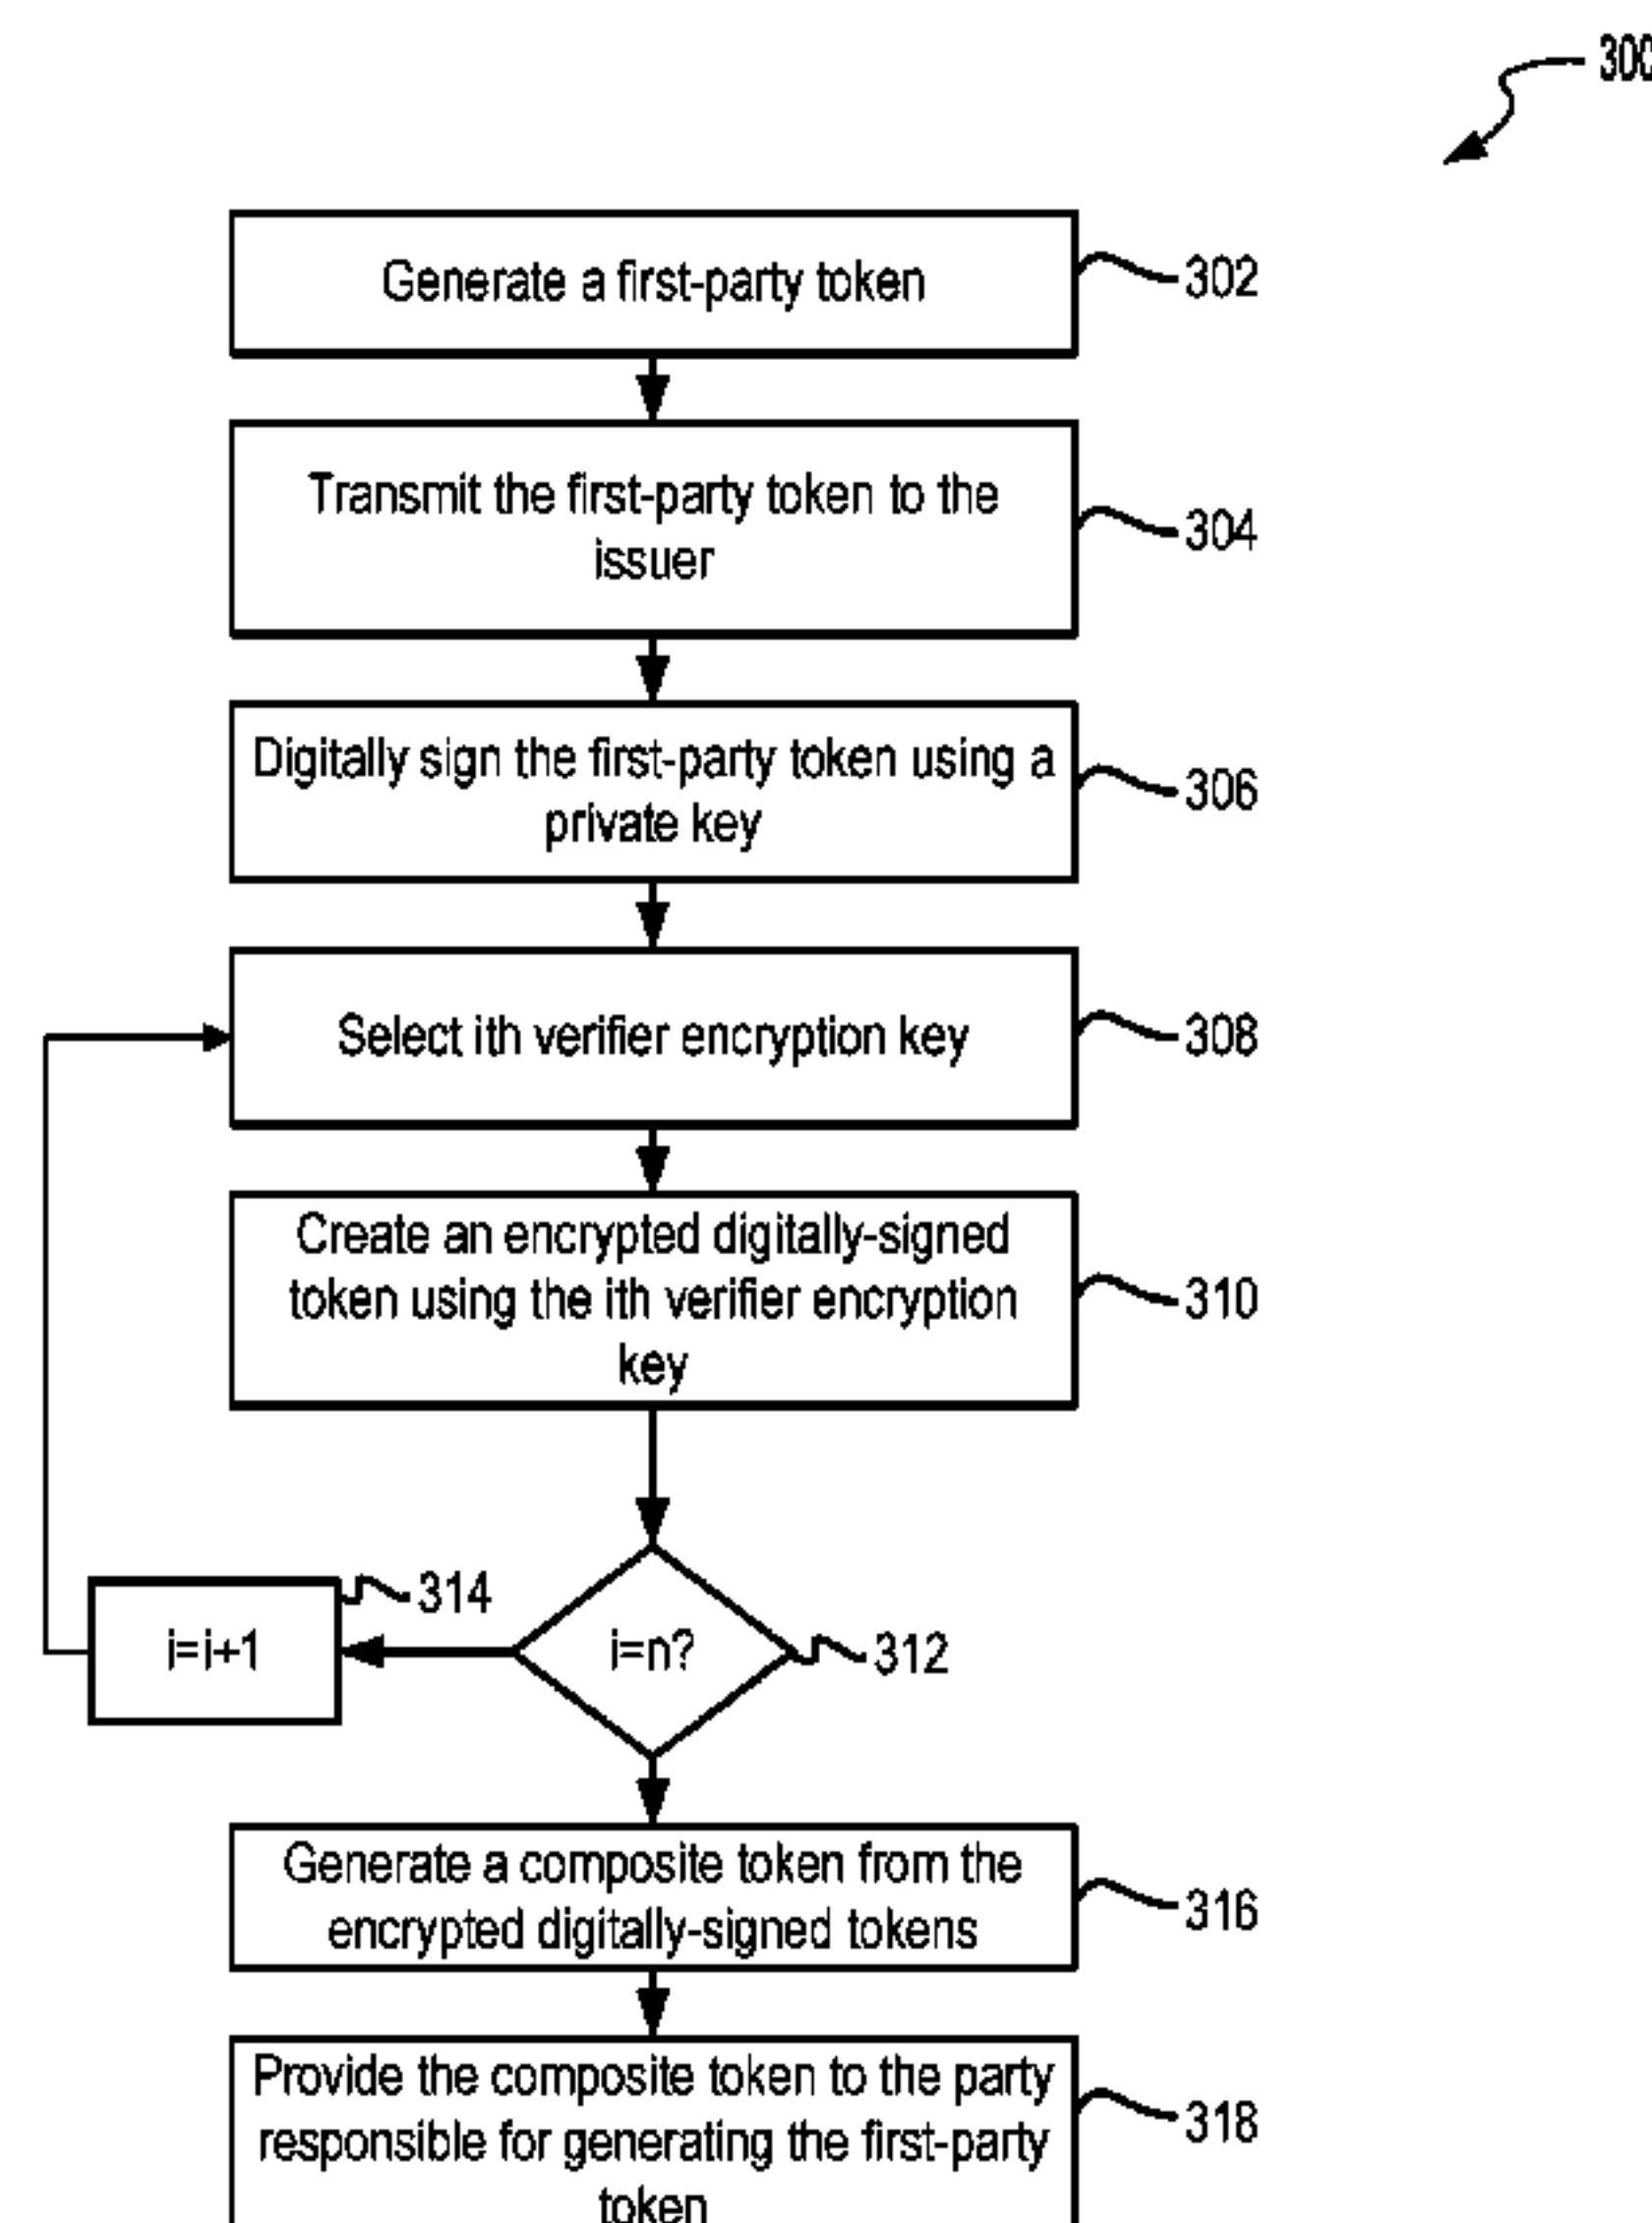 300
Generate a first-party token
302
Transmit the first-party token to the
issuer
304
Digitally sign the first-party token using a
private key
306
Select ith verifier encryption key
308
Create an encrypted digitally-signed
token using the ith verifier encryption
key
310
314
i=i+1
i=n?
312
Generate a composite token from the
encrypted digitally-signed tokens
316
Provide the composite token to the party
responsible for generating the first-party
token
318